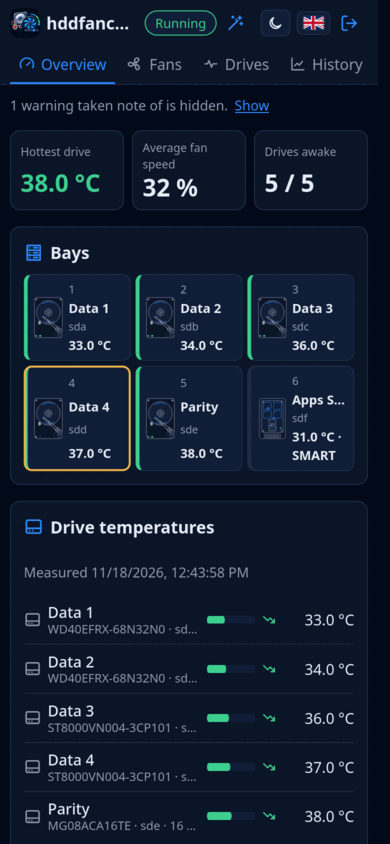 hddfanc...
Running
Overview
Fans
Drives
History
1 warning taken note of is hidden. Show
Hottest drive
38.0 °C
Average fan
speed
32 %
Drives awake
5 / 5
Bays
1
Data 1
sda
33.0 °C
2
Data 2
sdb
34.0 °C
3
Data 3
sdc
36.0 °C
4
Data 4
sdd
37.0 °C
5
Parity
sde
38.0 °C
6
Apps S...
sdf
31.0 °C ·
SMART
Drive temperatures
Measured 11/18/2026, 12:43:58 PM
Data 1
WD40EFRX-68N32N0 · sd...
33.0 °C
Data 2
WD40EFRX-68N32N0 · sd...
34.0 °C
Data 3
ST8000VN004-3CP101 · s...
36.0 °C
Data 4
ST8000VN004-3CP101 · s...
37.0 °C
Parity
MG08ACA16TE · sde · 16 ...
38.0 °C